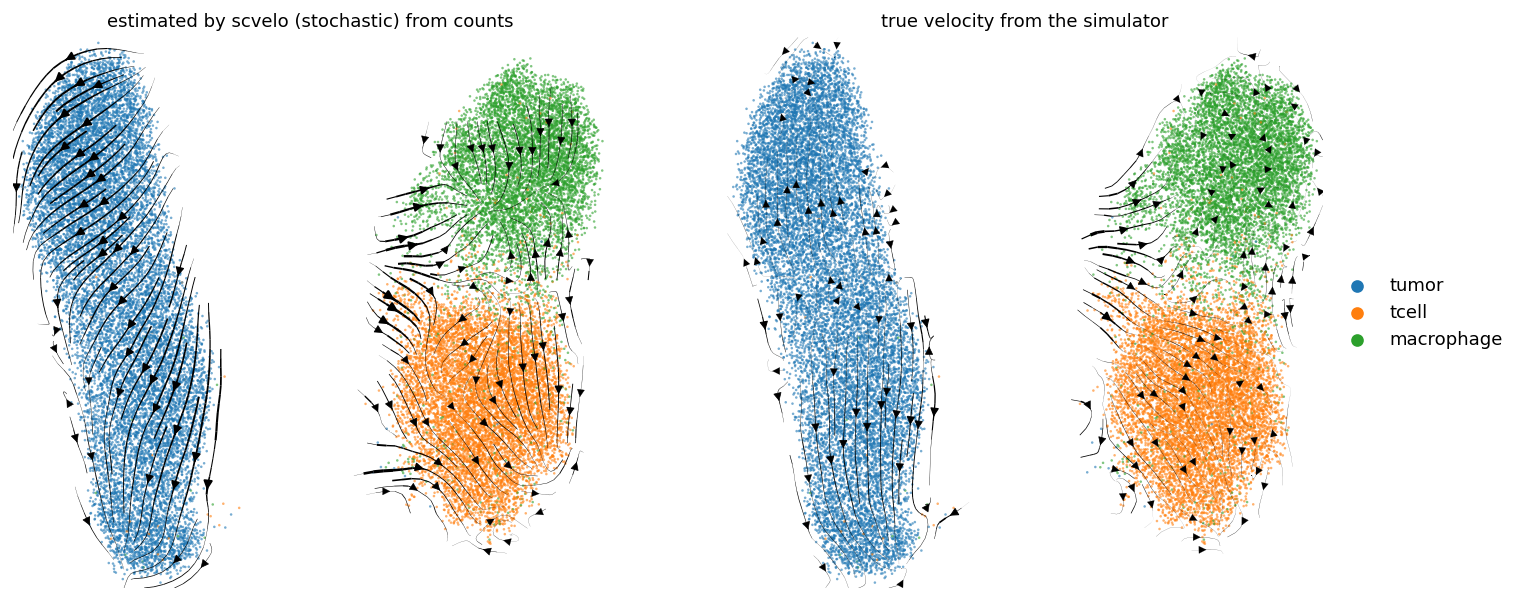 estimated by scvelo (stochastic) from counts
true velocity from the simulator
tumor
tcell
macrophage